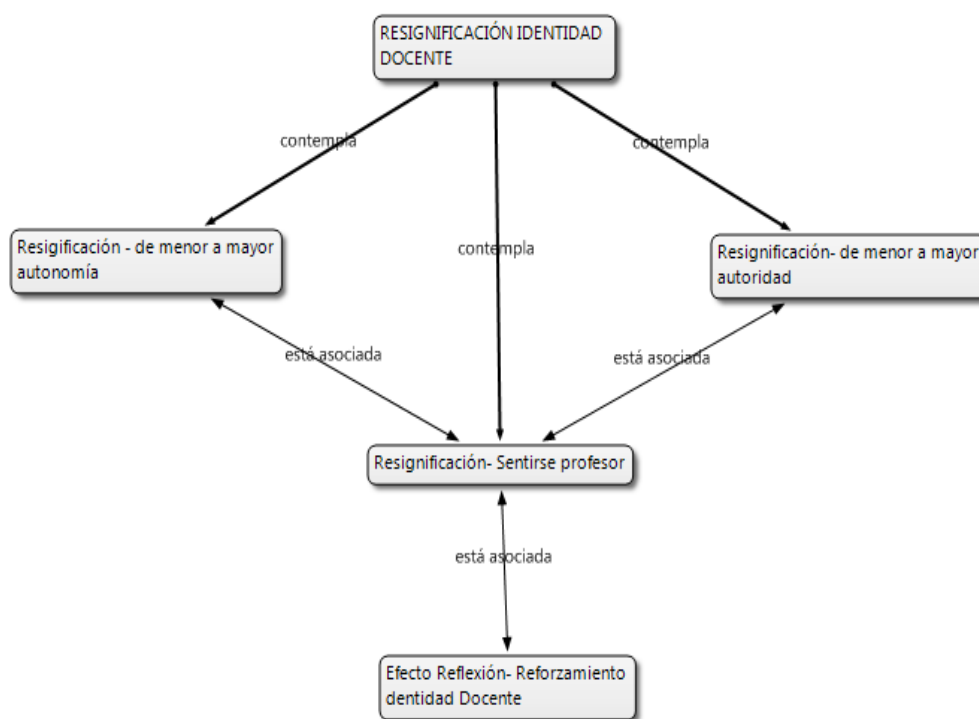 RESIGNIFICACIÓN IDENTIDAD
DOCENTE
contempla
contempla
contempla
Resigificación - de menor a mayor
autonomía
Resignificación- de menor a mayor
autoridad
está asociada
está asociada
Resignificación- Sentirse profesor
está asociada
Efecto Reflexión- Reforzamiento
dentidad Docente